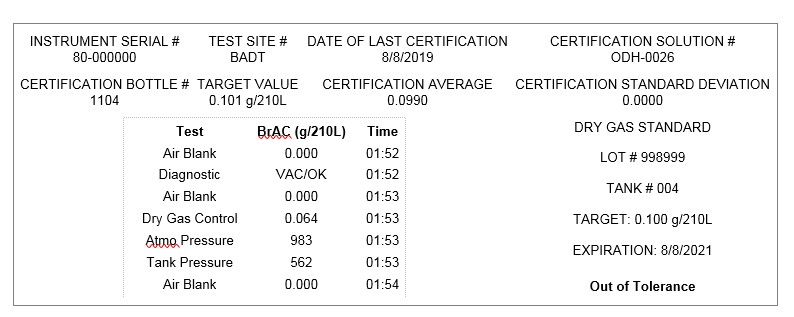 INSTRUMENT SERIAL # TEST SITE # DATE OF LAST CERTIFICATION CERTIFICATION SOLUTION #
80-000000 BADT 8/8/2019 ODH-0026
CERTIFICATION BOTTLE # TARGET VALUE CERTIFICATION AVERAGE CERTIFICATION STANDARD DEVIATION
1104 0.101 g/210L 0.0990 0.0000
Test BrAC (g/210L) Time
Air Blank 0.000 01:52
Diagnostic VAC/OK 01:52
Air Blank 0.000 01:53
Dry Gas Control 0.064 01:53
Atmo Pressure 983 01:53
Tank Pressure 562 01:53
Air Blank 0.000 01:54
DRY GAS STANDARD
LOT # 998999
TANK # 004
TARGET: 0.100 g/210L
EXPIRATION: 8/8/2021
Out of Tolerance